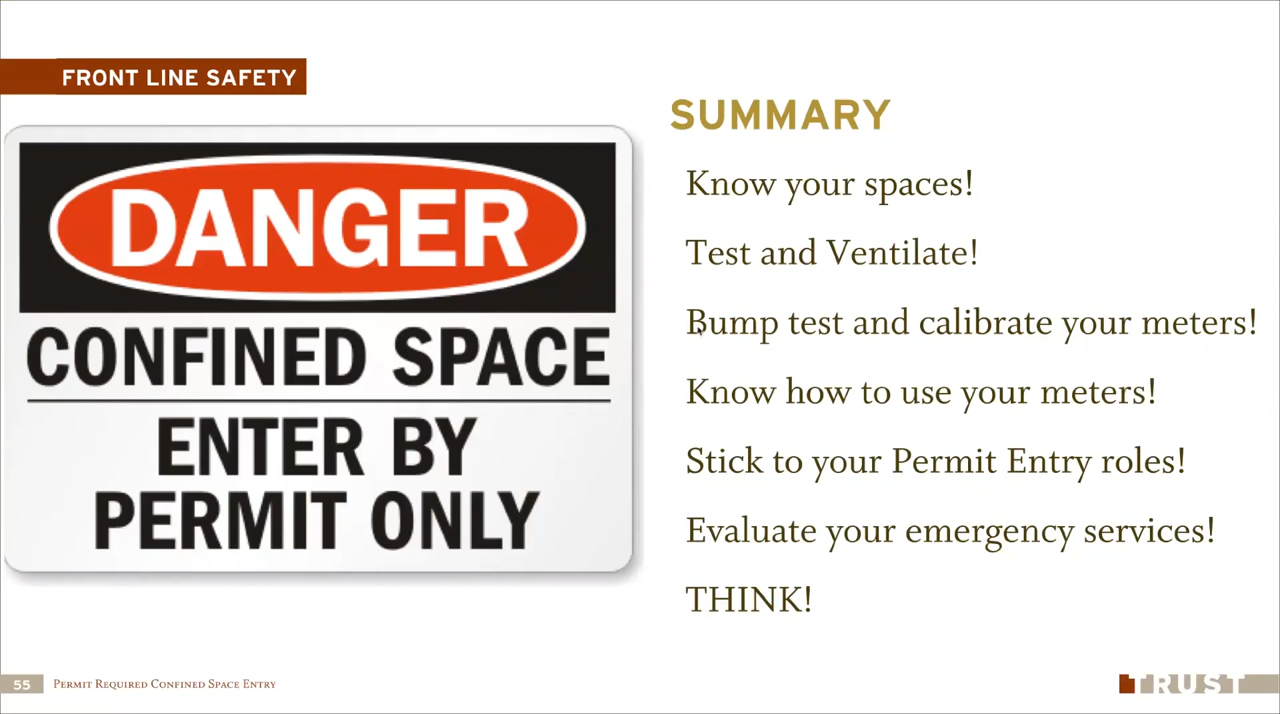 FRONT LINE SAFETY
DANGER
CONFINED SPACE
ENTER BY
PERMIT ONLY
SUMMARY
Know your spaces!
Test and Ventilate!
Bump test and calibrate your meters!
Know how to use your meters!
Stick to your Permit Entry roles!
Evaluate your emergency services!
THINK!
55 Permit Required Confined Space Entry
TRUST